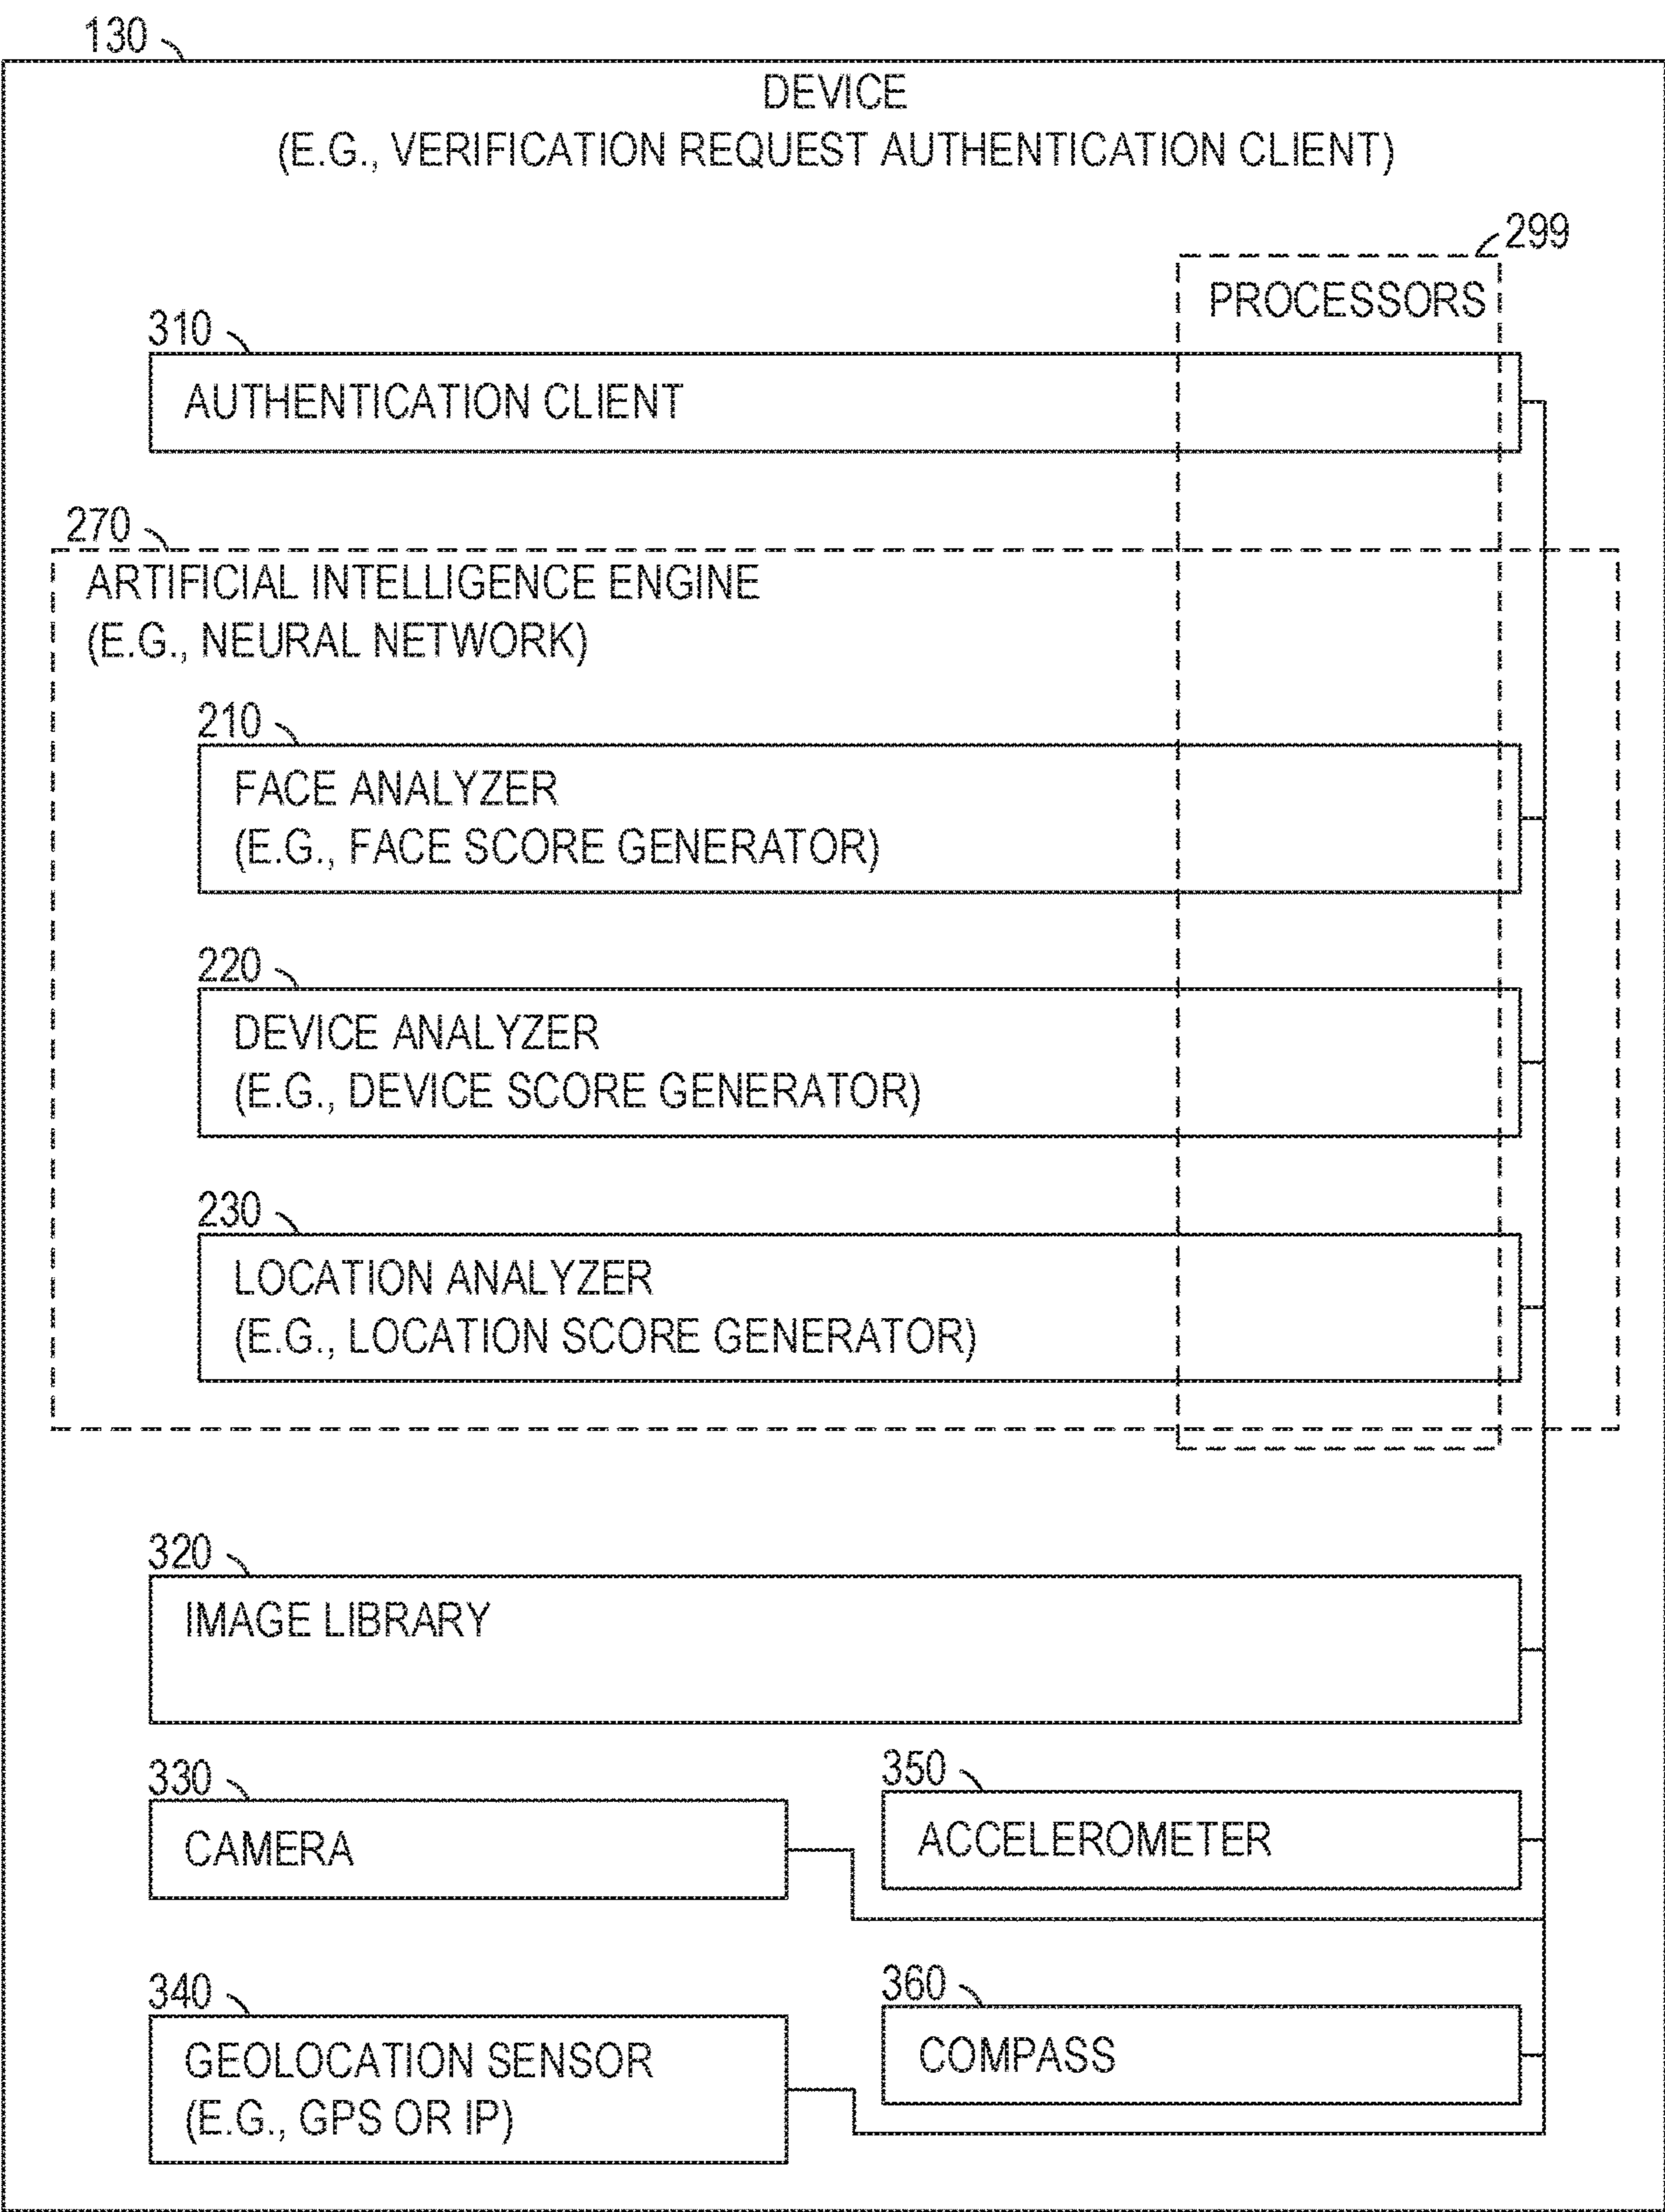 130
DEVICE
(E.G., VERIFICATION REQUEST AUTHENTICATION CLIENT)
299
PROCESSORS
310
AUTHENTICATION CLIENT
270
ARTIFICIAL INTELLIGENCE ENGINE
(E.G., NEURAL NETWORK)
210
FACE ANALYZER
(E.G., FACE SCORE GENERATOR)
220
DEVICE ANALYZER
(E.G., DEVICE SCORE GENERATOR)
230
LOCATION ANALYZER
(E.G., LOCATION SCORE GENERATOR)
320
IMAGE LIBRARY
330
CAMERA
350
ACCELEROMETER
340
GEOLOCATION SENSOR
(E.G., GPS OR IP)
360
COMPASS